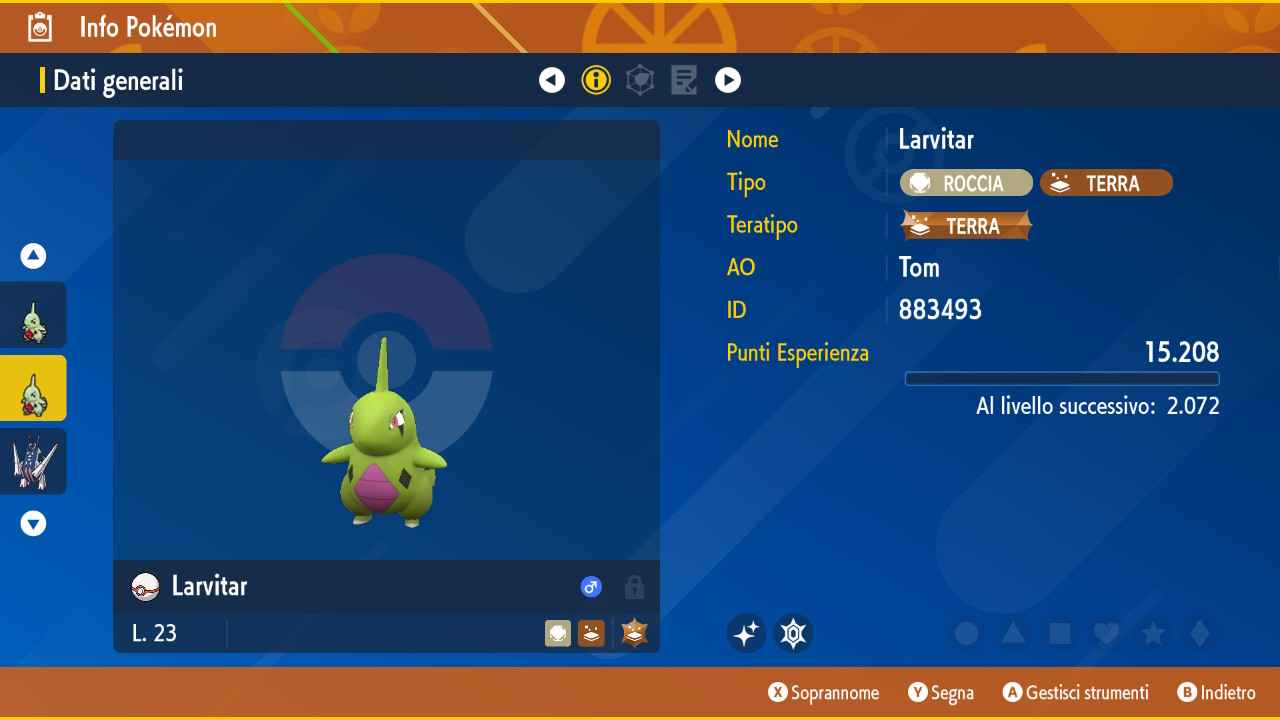 Info Pokémon
Dati generali
Nome Larvitar
Tipo ROCCIA TERRA
Teratipo TERRA
AO Tom
ID 883493
Punti Esperienza 15.208
Al livello successivo: 2.072
Larvitar
L. 23
X Soprannome Y Segna A Gestisci strumenti B Indietro